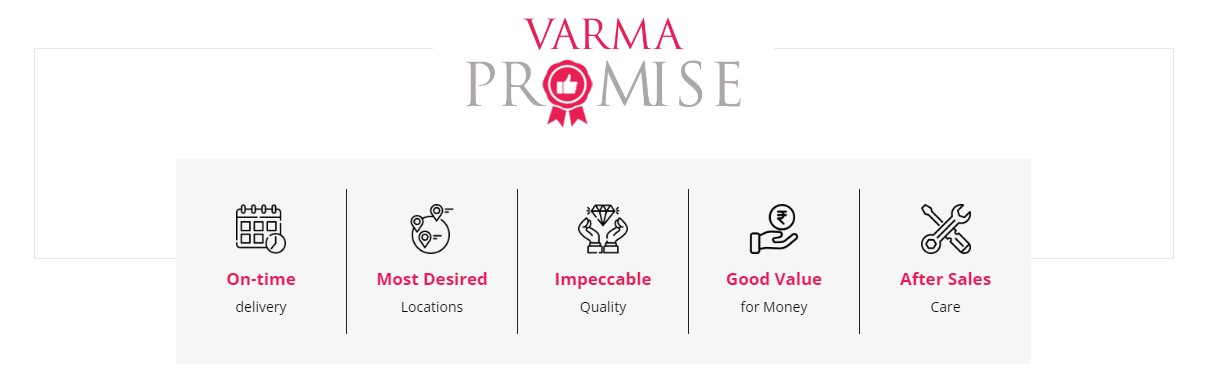 VARMA
PROMISE
On-time
delivery
Most Desired
Locations
Impeccable
Quality
₹
Good Value
for Money
After Sales
Care